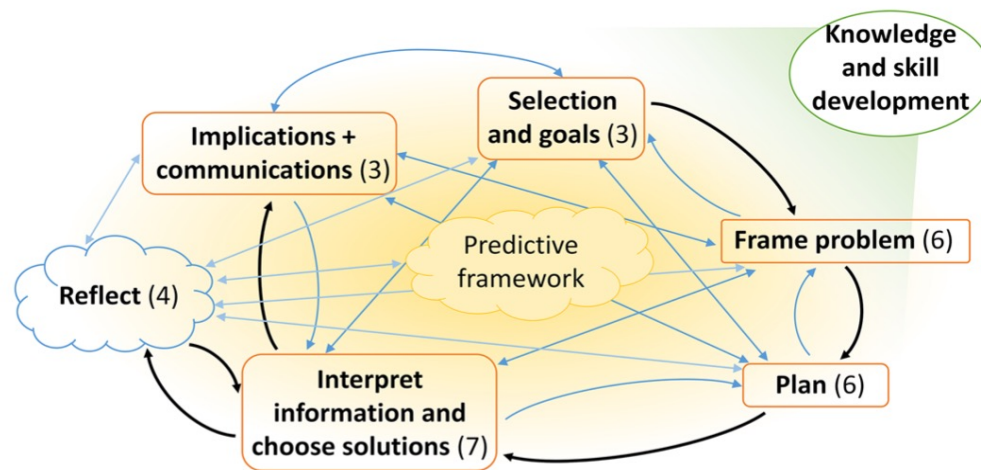 Knowledge
and skill
development
Selection
and goals (3)
Implications +
communications (3)
Predictive
framework
Frame problem (6)
Reflect (4)
Interpret
information and
choose solutions (7)
Plan (6)